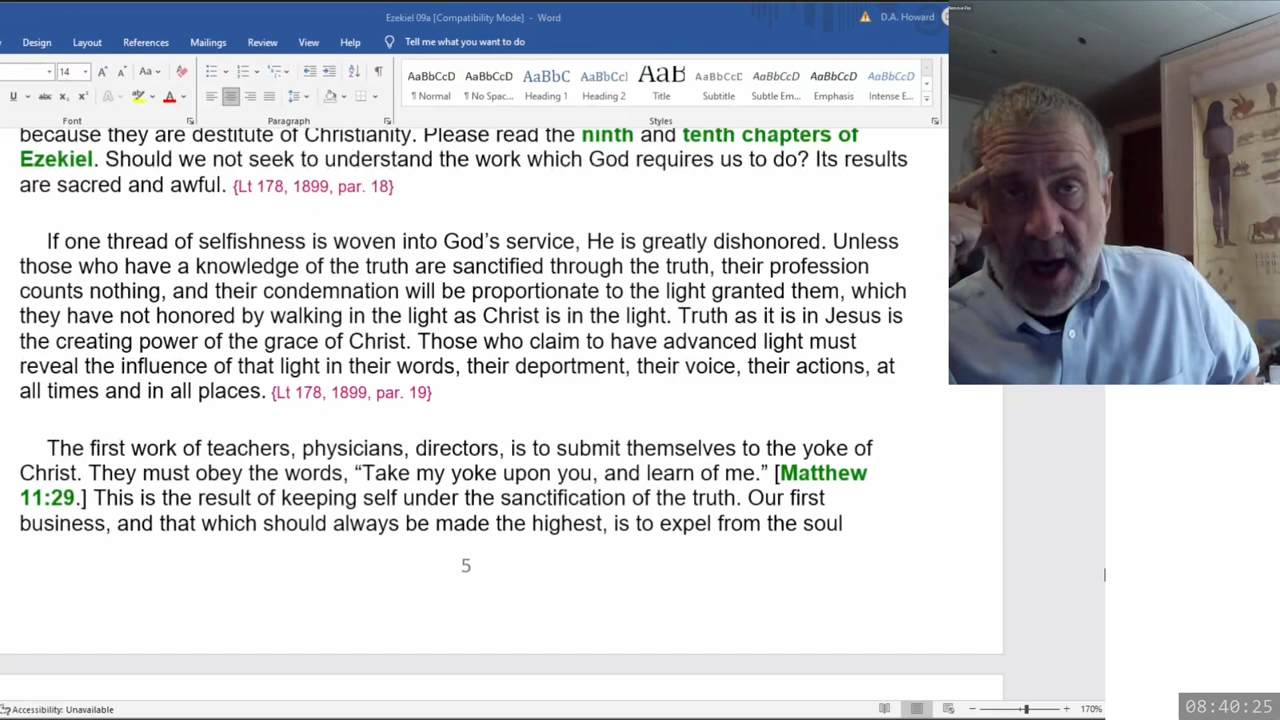 Ezekiel 09a [Compatibility Mode] - Word
D.A. Howard
Design Layout References Mailings Review View Help Tell me what you want to do
14 Aa
AaBbCcD AaBbCcD AaBbC AaBbCcI AaB AaBbCcD AaBbCcD AaBbCcD AaBbCcD
¶ Normal ¶ No Spac... Heading 1 Heading 2 Title Subtitle Subtle Em... Emphasis Intense E...
Font Paragraph Styles
because they are destitute of Christianity. Please read the ninth and tenth chapters of
Ezekiel. Should we not seek to understand the work which God requires us to do? Its results
are sacred and awful. {Lt 178, 1899, par. 18}
If one thread of selfishness is woven into God’s service, He is greatly dishonored. Unless
those who have a knowledge of the truth are sanctified through the truth, their profession
counts nothing, and their condemnation will be proportionate to the light granted them, which
they have not honored by walking in the light as Christ is in the light. Truth as it is in Jesus is
the creating power of the grace of Christ. Those who claim to have advanced light must
reveal the influence of that light in their words, their deportment, their voice, their actions, at
all times and in all places. {Lt 178, 1899, par. 19}
The first work of teachers, physicians, directors, is to submit themselves to the yoke of
Christ. They must obey the words, “Take my yoke upon you, and learn of me.” [Matthew
11:29.] This is the result of keeping self under the sanctification of the truth. Our first
business, and that which should always be made the highest, is to expel from the soul
5
Accessibility: Unavailable
170%
08:40:25